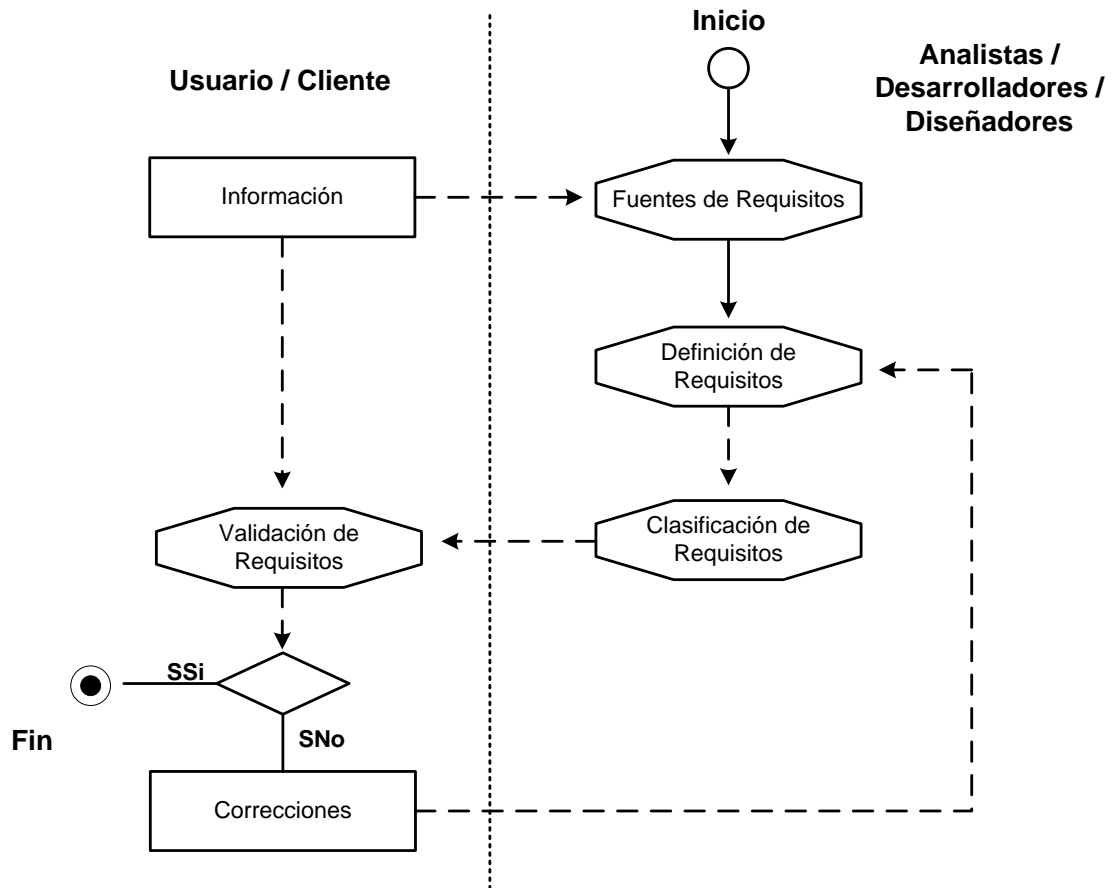 Inicio
Usuario / Cliente
Analistas /
Desarrolladores /
Diseñadores
Información
Fuentes de Requisitos
Definición de
Requisitos
Validación de
Requisitos
Clasificación de
Requisitos
SSi
Fin
SNo
Correcciones